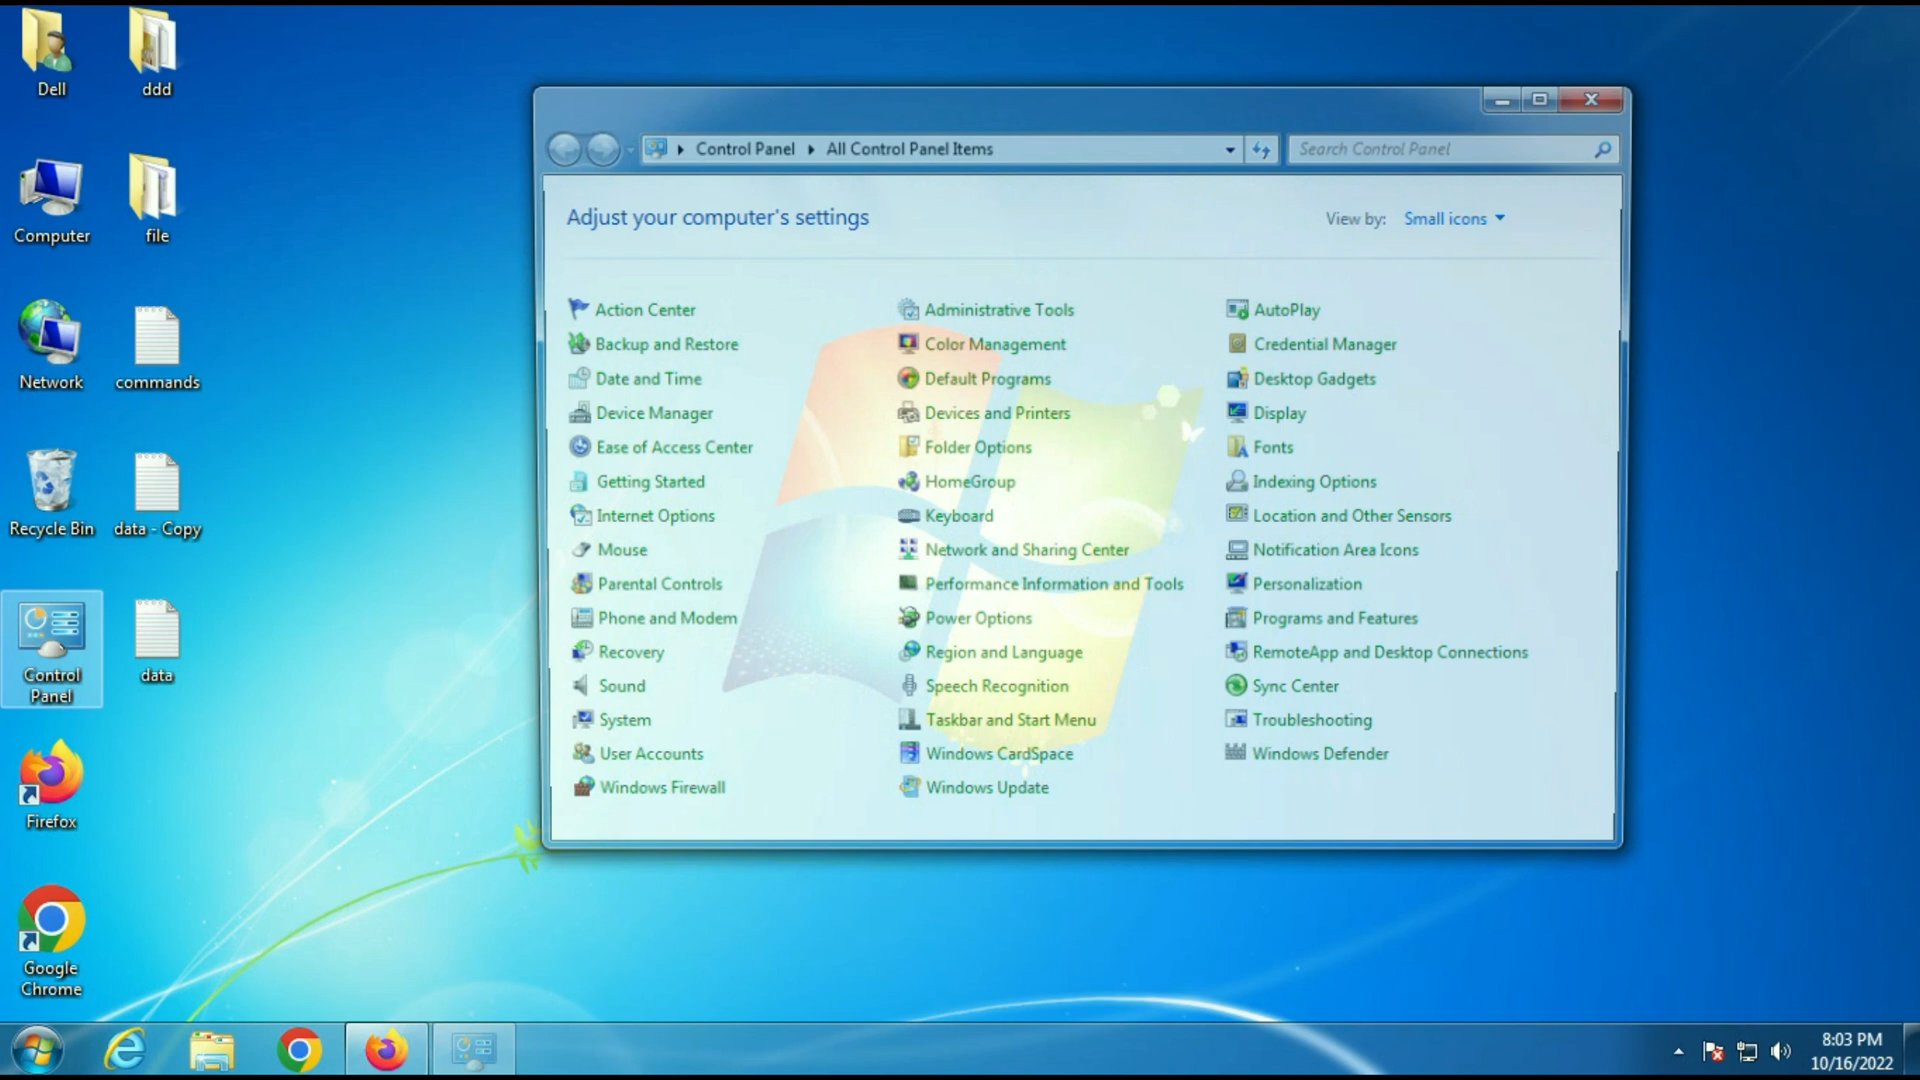 Dell
ddd
Computer
file
Network
commands
Recycle Bin
data - Copy
Control
Panel
data
Firefox
Google
Chrome
Control Panel
All Control Panel Items
Search Control Panel
Adjust your computer's settings
View by: Small icons
Action Center
Administrative Tools
AutoPlay
Backup and Restore
Color Management
Credential Manager
Date and Time
Default Programs
Desktop Gadgets
Device Manager
Devices and Printers
Display
Ease of Access Center
Folder Options
Fonts
Getting Started
HomeGroup
Indexing Options
Internet Options
Keyboard
Location and Other Sensors
Mouse
Network and Sharing Center
Notification Area Icons
Parental Controls
Performance Information and Tools
Personalization
Phone and Modem
Power Options
Programs and Features
Recovery
Region and Language
RemoteApp and Desktop Connections
Sound
Speech Recognition
Sync Center
System
Taskbar and Start Menu
Troubleshooting
User Accounts
Windows CardSpace
Windows Defender
Windows Firewall
Windows Update
8:03 PM
10/16/2022